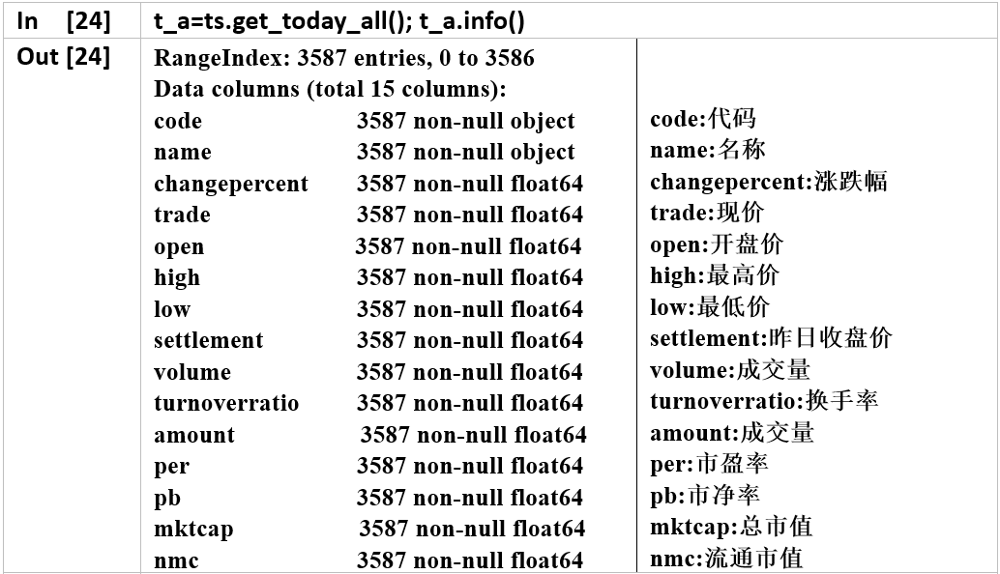 In [24] t_a=ts.get_today_all(); t_a.info()
Out [24] RangeIndex: 3587 entries, 0 to 3586
Data columns (total 15 columns):
code 3587 non-null object code:代码
name 3587 non-null object name:名称
changepercent 3587 non-null float64 changepercent:涨跌幅
trade 3587 non-null float64 trade:现价
open 3587 non-null float64 open:开盘价
high 3587 non-null float64 high:最高价
low 3587 non-null float64 low:最低价
settlement 3587 non-null float64 settlement:昨日收盘价
volume 3587 non-null float64 volume:成交量
turnoverratio 3587 non-null float64 turnoverratio:换手率
amount 3587 non-null float64 amount:成交量
per 3587 non-null float64 per:市盈率
pb 3587 non-null float64 pb:市净率
mktcap 3587 non-null float64 mktcap:总市值
nmc 3587 non-null float64 nmc:流通市值